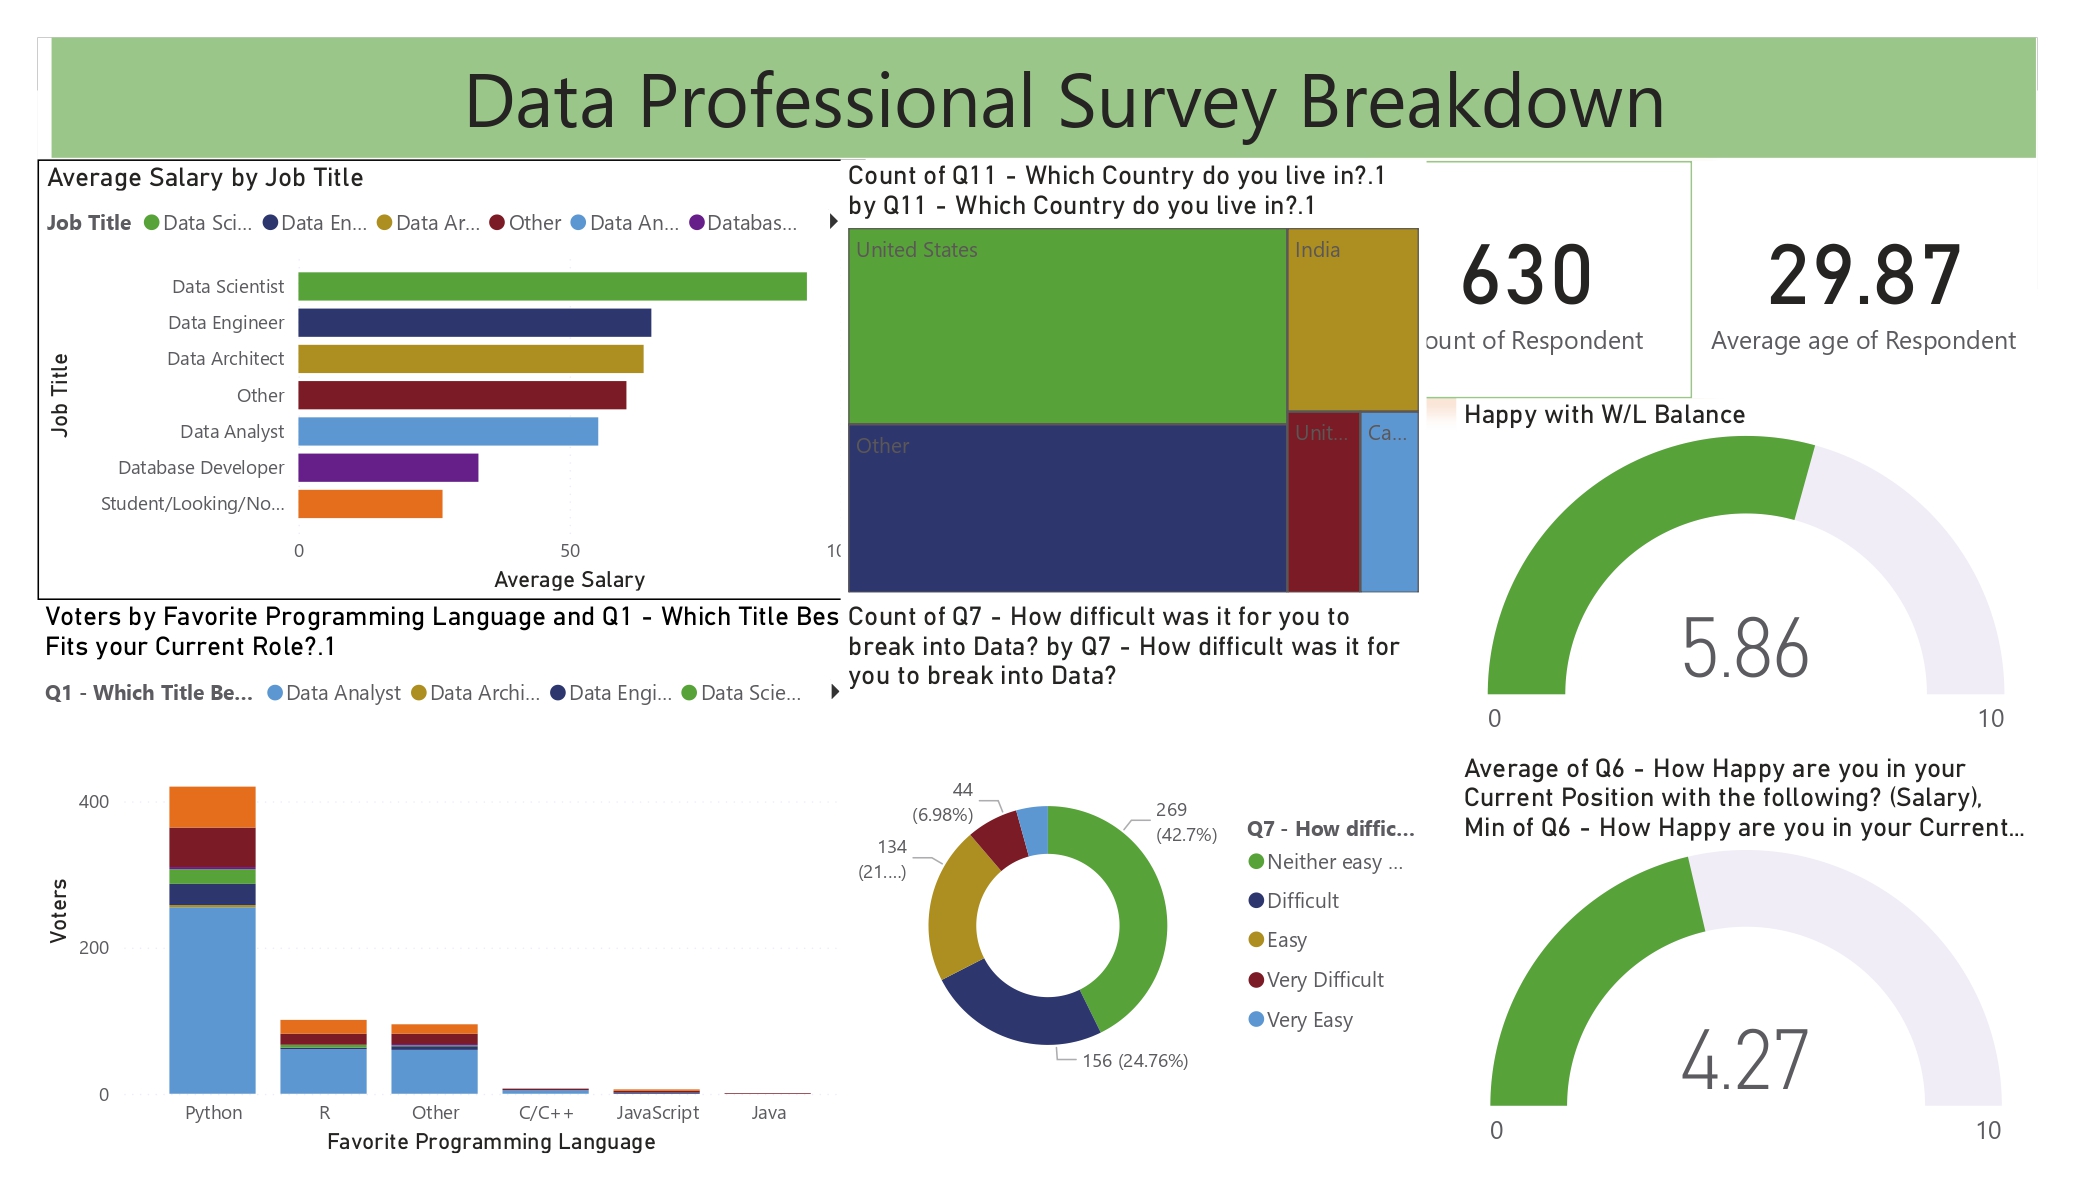 Data Professional Survey Breakdown
Average Salary by Job Title
Job Title Data Sci... Data En... Data Ar... Other Data An... Databas...
Data Scientist
Data Engineer
Data Architect
Other
Data Analyst
Database Developer
Student/Looking/No...
Job Title
0 50 10
Average Salary
Count of Q11 - Which Country do you live in?.1
by Q11 - Which Country do you live in?.1
United States
India
Other
Unit...
Ca...
630
ount of Respondent
29.87
Average age of Respondent
Happy with W/L Balance
5.86
0 10
Voters by Favorite Programming Language and Q1 - Which Title Bes
Fits your Current Role?.1
Q1 - Which Title Be... Data Analyst Data Archi... Data Engi... Data Scie...
400
200
0
Voters
Python R Other C/C++ JavaScript Java
Favorite Programming Language
Count of Q7 - How difficult was it for you to
break into Data? by Q7 - How difficult was it for
you to break into Data?
44
(6.98%)
269
(42.7%)
134
(21....)
156 (24.76%)
Q7 - How diffic...
Neither easy ...
Difficult
Easy
Very Difficult
Very Easy
Average of Q6 - How Happy are you in your
Current Position with the following? (Salary),
Min of Q6 - How Happy are you in your Current...
4.27
0 10